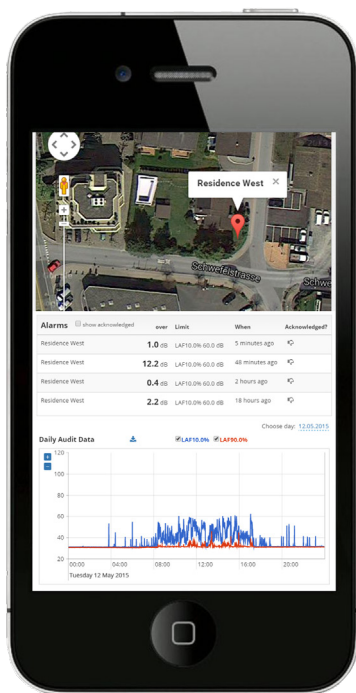 Residence West ×
Schwefelstrasse
Schwe
Alarms show acknowledged over Limit When Acknowledged?
Residence West 1.0 dB LAF10.0% 60.0 dB 5 minutes ago
Residence West 12.2 dB LAF10.0% 60.0 dB 48 minutes ago
Residence West 0.4 dB LAF10.0% 60.0 dB 2 hours ago
Residence West 2.2 dB LAF10.0% 60.0 dB 18 hours ago
Choose day: 12.05.2015
Daily Audit Data LAF10.0% LAF90.0%
120
100
80
60
40
20
00:00 04:00 08:00 12:00 16:00 20:00
Tuesday 12 May 2015